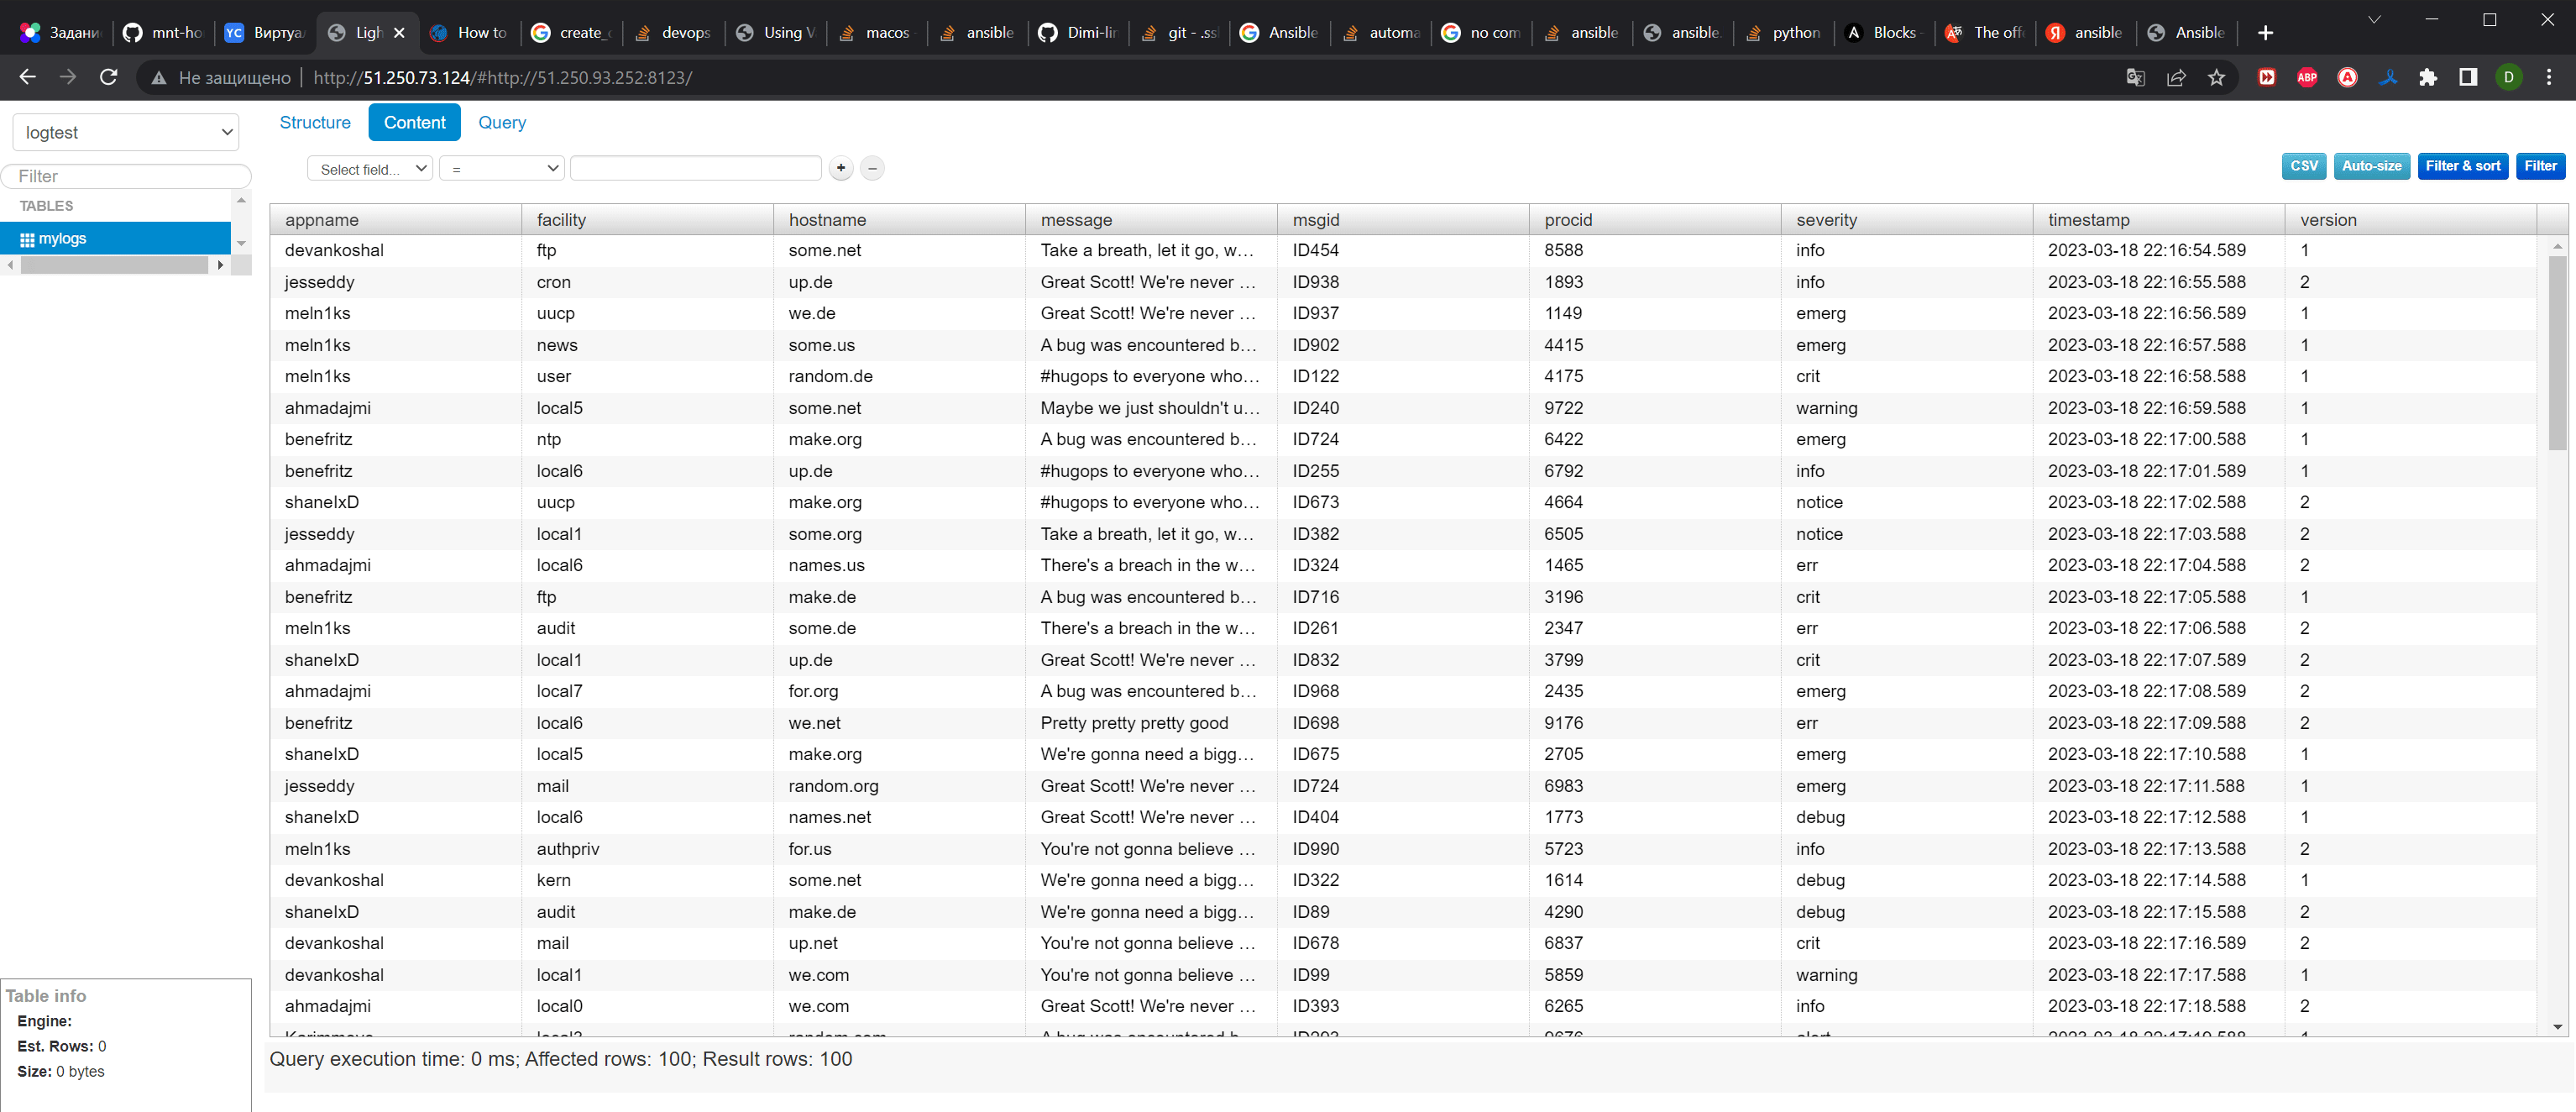 Задани mnt-ho YC Виртуа Ligh How to create_ devops Using V macos ansible Dimi-lin git - .ss Ansible automa no com ansible ansible. python Blocks - The off ansible Ansible
Не защищено http://51.250.73.124/#http://51.250.93.252:8123/ ABP D
logtest
Filter
TABLES
mylogs
Structure Content Query
Select field... =
+ −
CSV Auto-size Filter & sort Filter
appname facility hostname message msgid procid severity timestamp version
devankoshal ftp some.net Take a breath, let it go, w… ID454 8588 info 2023-03-18 22:16:54.589 1
jesseddy cron up.de Great Scott! We're never … ID938 1893 info 2023-03-18 22:16:55.588 2
meln1ks uucp we.de Great Scott! We're never … ID937 1149 emerg 2023-03-18 22:16:56.589 1
meln1ks news some.us A bug was encountered b… ID902 4415 emerg 2023-03-18 22:16:57.588 1
meln1ks user random.de #hugops to everyone who… ID122 4175 crit 2023-03-18 22:16:58.588 1
ahmadajmi local5 some.net Maybe we just shouldn't u… ID240 9722 warning 2023-03-18 22:16:59.588 1
benefritz ntp make.org A bug was encountered b… ID724 6422 emerg 2023-03-18 22:17:00.588 1
benefritz local6 up.de #hugops to everyone who… ID255 6792 info 2023-03-18 22:17:01.589 1
shaneIxD uucp make.org #hugops to everyone who… ID673 4664 notice 2023-03-18 22:17:02.588 2
jesseddy local1 some.org Take a breath, let it go, w… ID382 6505 notice 2023-03-18 22:17:03.588 2
ahmadajmi local6 names.us There's a breach in the w… ID324 1465 err 2023-03-18 22:17:04.588 2
benefritz ftp make.de A bug was encountered b… ID716 3196 crit 2023-03-18 22:17:05.588 1
meln1ks audit some.de There's a breach in the w… ID261 2347 err 2023-03-18 22:17:06.588 2
shaneIxD local1 up.de Great Scott! We're never … ID832 3799 crit 2023-03-18 22:17:07.589 2
ahmadajmi local7 for.org A bug was encountered b… ID968 2435 emerg 2023-03-18 22:17:08.589 2
benefritz local6 we.net Pretty pretty pretty good ID698 9176 err 2023-03-18 22:17:09.588 2
shaneIxD local5 make.org We're gonna need a bigg… ID675 2705 emerg 2023-03-18 22:17:10.588 1
jesseddy mail random.org Great Scott! We're never … ID724 6983 emerg 2023-03-18 22:17:11.588 1
shaneIxD local6 names.net Great Scott! We're never … ID404 1773 debug 2023-03-18 22:17:12.588 1
meln1ks authpriv for.us You're not gonna believe … ID990 5723 info 2023-03-18 22:17:13.588 2
devankoshal kern some.net We're gonna need a bigg… ID322 1614 debug 2023-03-18 22:17:14.588 1
shaneIxD audit make.de We're gonna need a bigg… ID89 4290 debug 2023-03-18 22:17:15.588 2
devankoshal mail up.net You're not gonna believe … ID678 6837 crit 2023-03-18 22:17:16.589 2
devankoshal local1 we.com You're not gonna believe … ID99 5859 warning 2023-03-18 22:17:17.588 1
ahmadajmi local0 we.com Great Scott! We're never … ID393 6265 info 2023-03-18 22:17:18.588 2
Table info
Engine:
Est. Rows: 0
Size: 0 bytes
Query execution time: 0 ms; Affected rows: 100; Result rows: 100